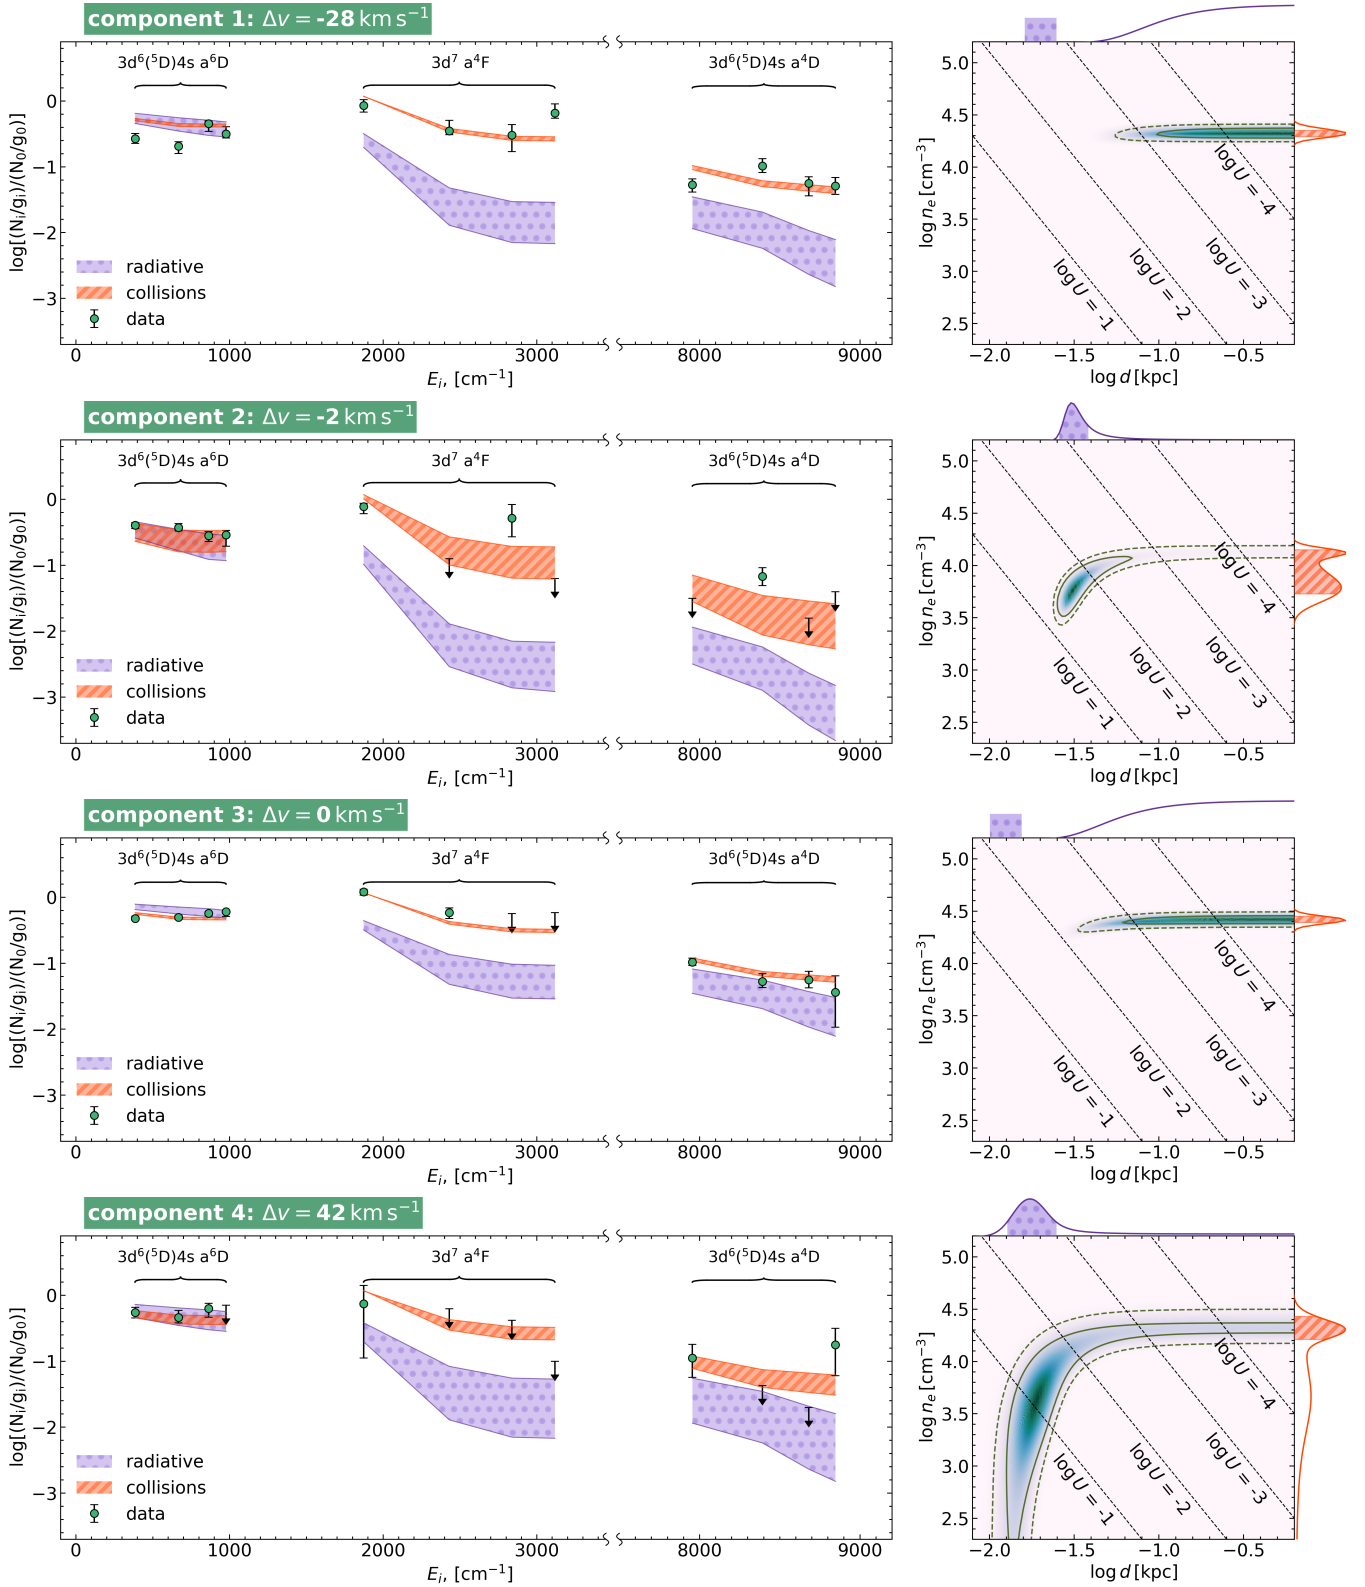 component 1: Δv = -28 km s⁻¹
3d⁶(⁵D)4s a⁶D
3d⁷ a⁴F
3d⁶(⁵D)4s a⁴D
log[(Nᵢ/gᵢ)/(N₀/g₀)]
0
−1
−2
−3
radiative
collisions
data
0
1000
2000
3000
8000
9000
Eᵢ, [cm⁻¹]
log nₑ [cm⁻³]
5.0
4.5
4.0
3.5
3.0
2.5
log U = -4
log U = -3
log U = -2
log U = -1
−2.0
−1.5
−1.0
−0.5
log d [kpc]
component 2: Δv = -2 km s⁻¹
3d⁶(⁵D)4s a⁶D
3d⁷ a⁴F
3d⁶(⁵D)4s a⁴D
log[(Nᵢ/gᵢ)/(N₀/g₀)]
0
−1
−2
−3
radiative
collisions
data
0
1000
2000
3000
8000
9000
Eᵢ, [cm⁻¹]
log nₑ [cm⁻³]
5.0
4.5
4.0
3.5
3.0
2.5
log U = -4
log U = -3
log U = -2
log U = -1
−2.0
−1.5
−1.0
−0.5
log d [kpc]
component 3: Δv = 0 km s⁻¹
3d⁶(⁵D)4s a⁶D
3d⁷ a⁴F
3d⁶(⁵D)4s a⁴D
log[(Nᵢ/gᵢ)/(N₀/g₀)]
0
−1
−2
−3
radiative
collisions
data
0
1000
2000
3000
8000
9000
Eᵢ, [cm⁻¹]
log nₑ [cm⁻³]
5.0
4.5
4.0
3.5
3.0
2.5
log U = -4
log U = -3
log U = -2
log U = -1
−2.0
−1.5
−1.0
−0.5
log d [kpc]
component 4: Δv = 42 km s⁻¹
3d⁶(⁵D)4s a⁶D
3d⁷ a⁴F
3d⁶(⁵D)4s a⁴D
log[(Nᵢ/gᵢ)/(N₀/g₀)]
0
−1
−2
−3
radiative
collisions
data
0
1000
2000
3000
8000
9000
Eᵢ, [cm⁻¹]
log nₑ [cm⁻³]
5.0
4.5
4.0
3.5
3.0
2.5
log U = -4
log U = -3
log U = -2
log U = -1
−2.0
−1.5
−1.0
−0.5
log d [kpc]